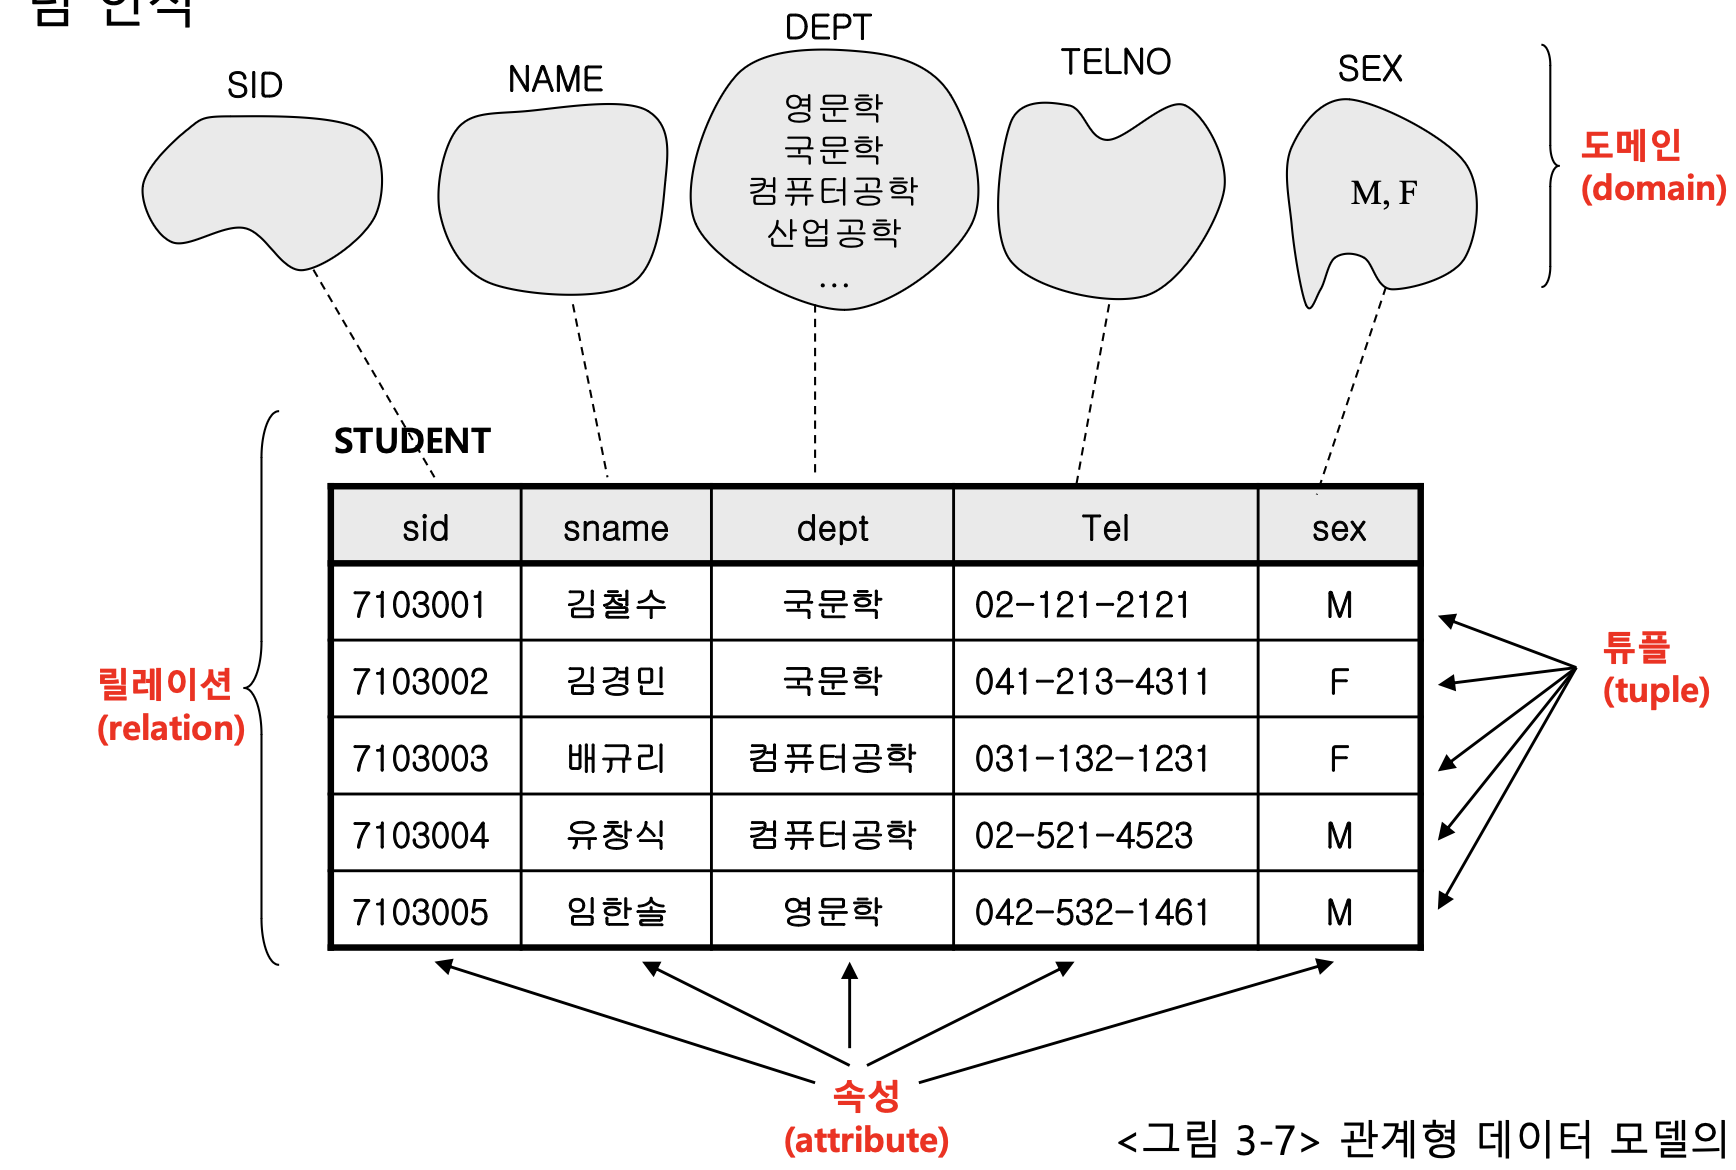 DEPT
TELNO
SEX
NAME
SID
영문학
국문학
컴퓨터공학
산업공학
...
M, F
도메인
(domain)
STUDENT
sid sname dept Tel sex
7103001 김철수 국문학 02-121-2121 M
7103002 김경민 국문학 041-213-4311 F
7103003 배규리 컴퓨터공학 031-132-1231 F
7103004 유창식 컴퓨터공학 02-521-4523 M
7103005 임한솔 영문학 042-532-1461 M
릴레이션
(relation)
튜플
(tuple)
속성
(attribute)
<그림 3-7> 관계형 데이터 모델의